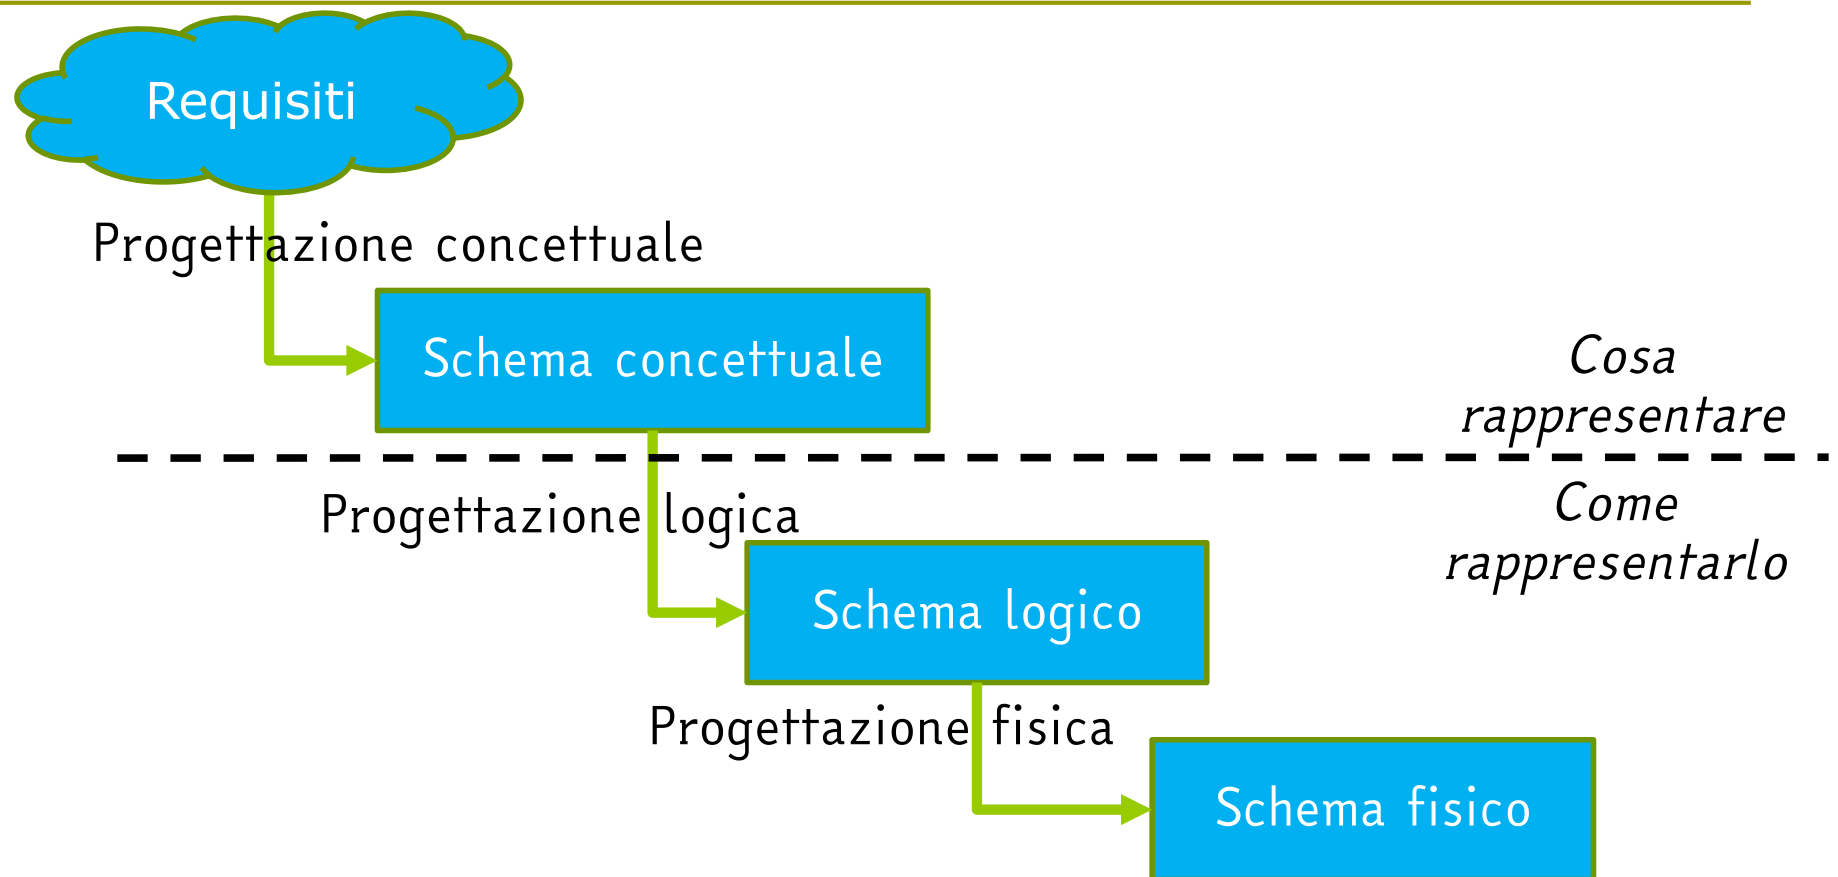 Requisiti
Progettazione concettuale
Schema concettuale
Cosa
rappresentare
Progettazione logica
Come
rappresentarlo
Schema logico
Progettazione fisica
Schema fisico